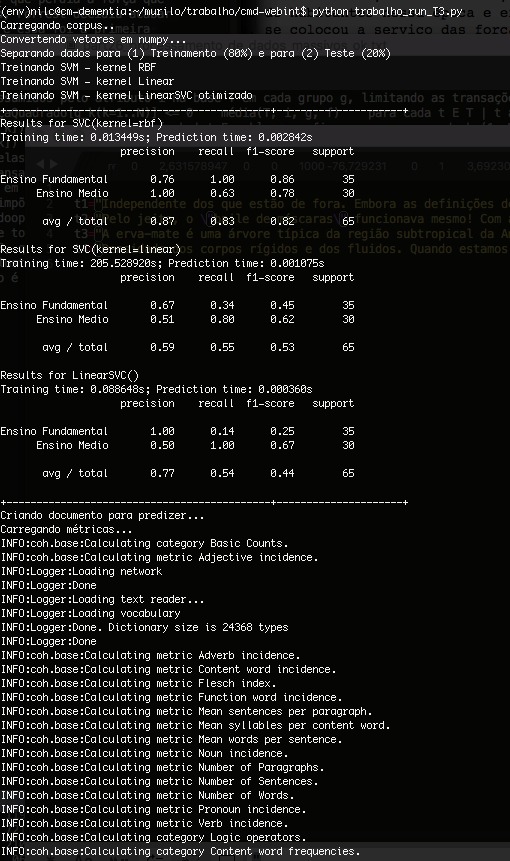 (env)nilc@cm-dementia:~/murilo/trabalho/cmd-webint$ python trabalho_run_T3.py
Carregando corpus..
Convertendo vetores em numpy...
Separando dados para (1) Treinamento (80%) e para (2) Teste (20%)
Treinando SVM - kernel RBF
Treinando SVM - kernel Linear
Treinando SVM - kernel LinearSVC otimizado
+--------------------------------------------+---------------------+
Results for SVC(kernel=rbf)
Training time: 0.013449s; Prediction time: 0.002842s
precision recall f1-score support
Ensino Fundamental 0.76 1.00 0.86 35
Ensino Medio 1.00 0.63 0.78 30
avg / total 0.87 0.83 0.82 65
Results for SVC(kernel=linear)
Training time: 205.528920s; Prediction time: 0.001075s
precision recall f1-score support
Ensino Fundamental 0.67 0.34 0.45 35
Ensino Medio 0.51 0.80 0.62 30
avg / total 0.59 0.55 0.53 65
Results for LinearSVC()
Training time: 0.088648s; Prediction time: 0.000360s
precision recall f1-score support
Ensino Fundamental 1.00 0.14 0.25 35
Ensino Medio 0.50 1.00 0.67 30
avg / total 0.77 0.54 0.44 65
+--------------------------------------------+---------------------+
Criando documento para predizer...
Carregando métricas...
INFO:coh.base:Calculating category Basic Counts.
INFO:coh.base:Calculating metric Adjective incidence.
INFO:Logger:Loading network
INFO:Logger:Done
INFO:Logger:Loading text reader...
INFO:Logger:Loading vocabulary
INFO:Logger:Done. Dictionary size is 24368 types
INFO:Logger:Done
INFO:coh.base:Calculating metric Adverb incidence.
INFO:coh.base:Calculating metric Content word incidence.
INFO:coh.base:Calculating metric Flesch index.
INFO:coh.base:Calculating metric Function word incidence.
INFO:coh.base:Calculating metric Mean sentences per paragraph.
INFO:coh.base:Calculating metric Mean syllables per content word.
INFO:coh.base:Calculating metric Mean words per sentence.
INFO:coh.base:Calculating metric Noun incidence.
INFO:coh.base:Calculating metric Number of Paragraphs.
INFO:coh.base:Calculating metric Number of Sentences.
INFO:coh.base:Calculating metric Number of Words.
INFO:coh.base:Calculating metric Pronoun incidence.
INFO:coh.base:Calculating metric Verb incidence.
INFO:coh.base:Calculating category Logic operators.
INFO:coh.base:Calculating category Content word frequencies.